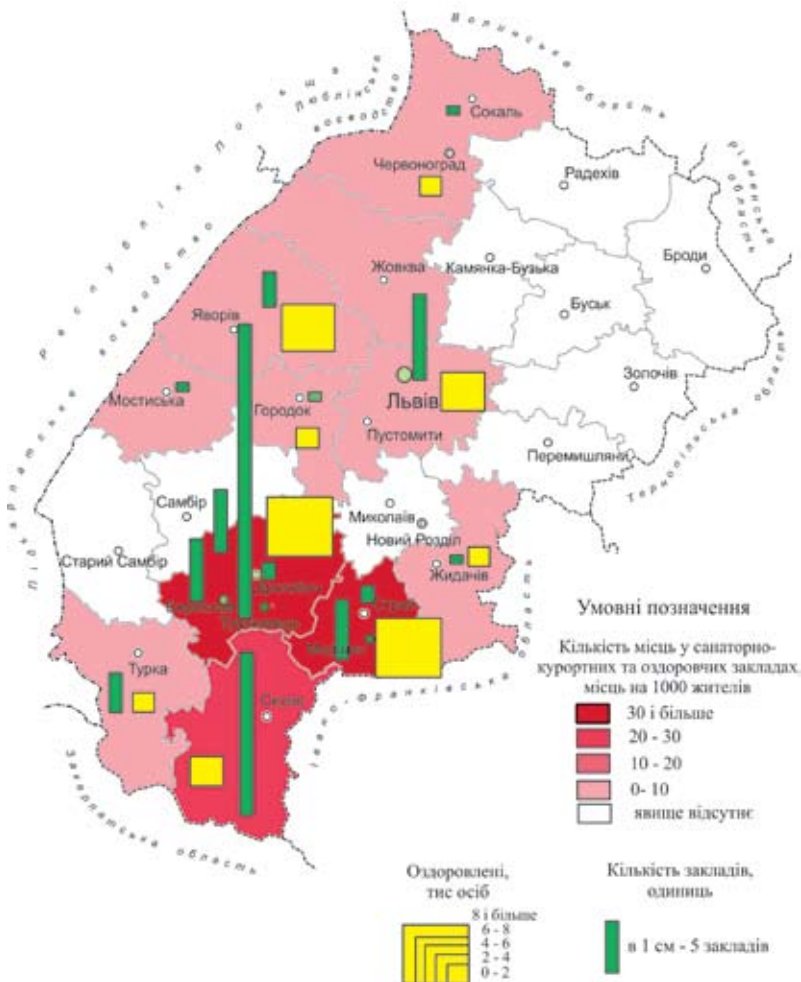 Республіка Польща
Люблінське
воєводство
Волинська область
Рівненська
область
Підкарпатське воєводство
Сокаль
Червоноград
Радехів
Жовква
Камянка-Бузька
Броди
Буськ
Яворів
Мостиська
Городок
Львів
Пустомити
Золочів
Перемишляни
Тернопільська область
Самбір
Миколаїв
Новий Розділ
Старий Самбір
Жидачів
Дрогобич
Борислав
Трускавець
Стрий
Моршин
Турка
Сколе
Івано-Франківська область
Закарпатська область
Умовні позначення
Кількість місць у санаторно-
курортних та оздоровчих закладах,
місць на 1000 жителів
30 і більше
20 - 30
10 - 20
0- 10
явище відсутнє
Оздоровлені,
тис осіб
8 і більше
6 - 8
4 - 6
2 - 4
0 - 2
Кількість закладів,
одиниць
в 1 см - 5 закладів